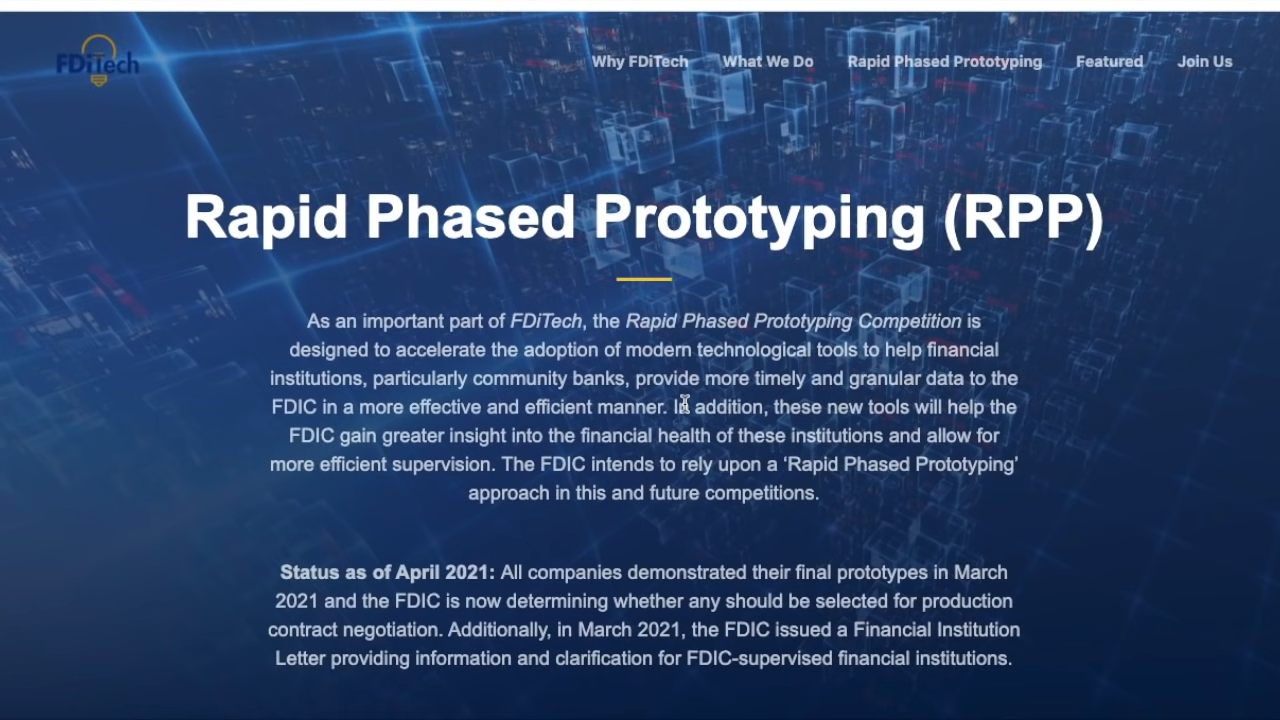 FDiTech
Why FDiTech What We Do Rapid Phased Prototyping Featured Join Us
Rapid Phased Prototyping (RPP)
As an important part of FDiTech, the Rapid Phased Prototyping Competition is
designed to accelerate the adoption of modern technological tools to help financial
institutions, particularly community banks, provide more timely and granular data to the
FDIC in a more effective and efficient manner. In addition, these new tools will help the
FDIC gain greater insight into the financial health of these institutions and allow for
more efficient supervision. The FDIC intends to rely upon a ‘Rapid Phased Prototyping’
approach in this and future competitions.
Status as of April 2021: All companies demonstrated their final prototypes in March
2021 and the FDIC is now determining whether any should be selected for production
contract negotiation. Additionally, in March 2021, the FDIC issued a Financial Institution
Letter providing information and clarification for FDIC-supervised financial institutions.